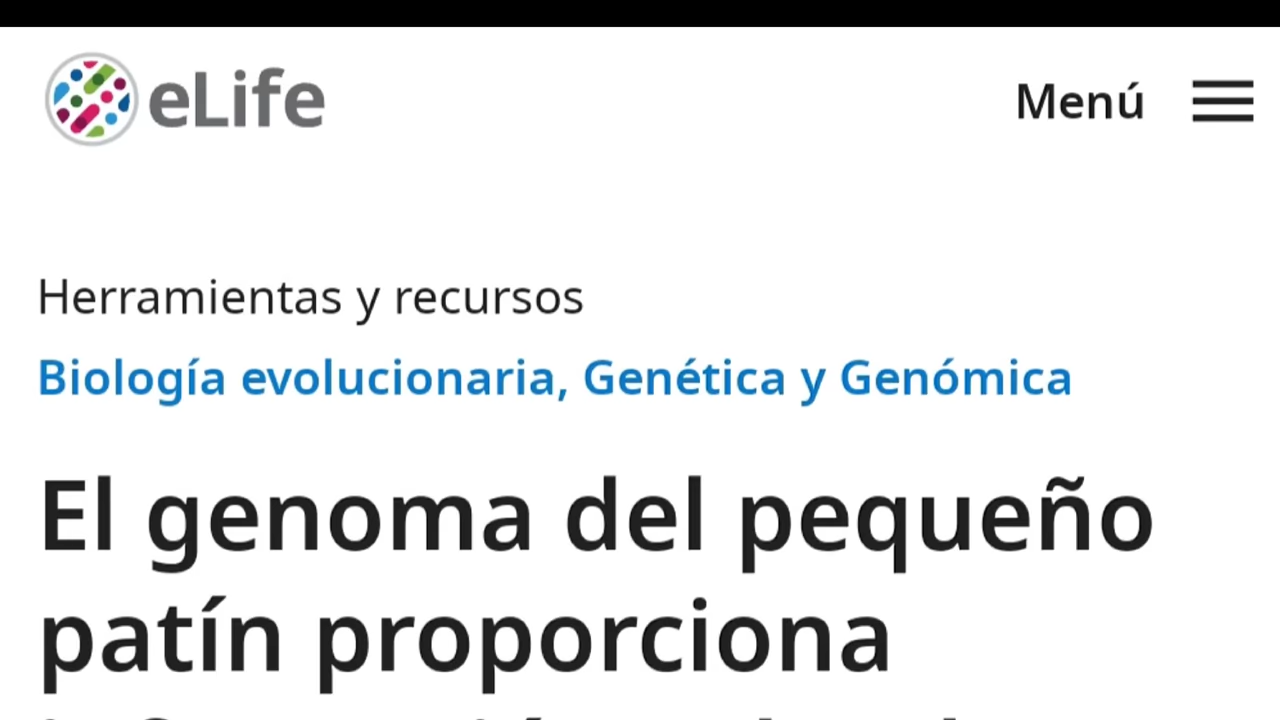 eLife
Menú
Herramientas y recursos
Biología evolucionaria, Genética y Genómica
El genoma del pequeño
patín proporciona